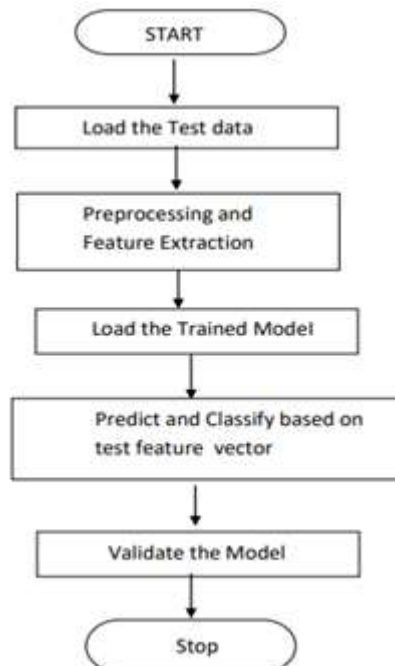 START
Load the Test data
Preprocessing and
Feature Extraction
Load the Trained Model
Predict and Classify based on
test feature vector
Validate the Model
Stop